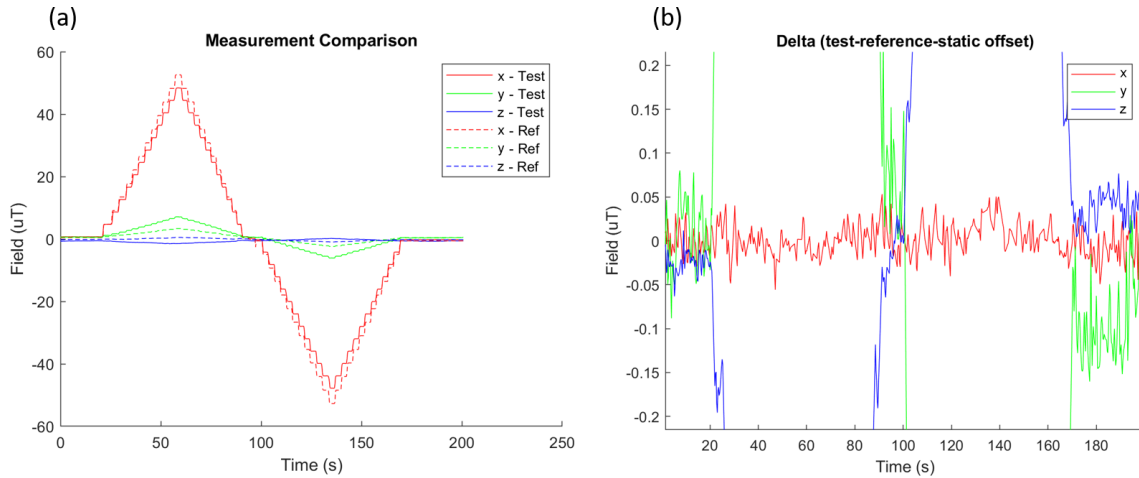 (a)
Measurement Comparison
60
40
20
0
-20
-40
-60
Field (uT)
0
50
100
150
200
250
Time (s)
x - Test
y - Test
z - Test
x - Ref
y - Ref
z - Ref
(b)
Delta (test-reference-static offset)
0.2
0.15
0.1
0.05
0
-0.05
-0.1
-0.15
-0.2
Field (uT)
20
40
60
80
100
120
140
160
180
Time (s)
x
y
z